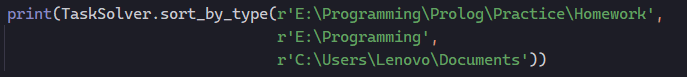 print(TaskSolver.sort_by_type(r'E:\Programming\Prolog\Practice\Homework',
r'E:\Programming',
r'C:\Users\Lenovo\Documents'))